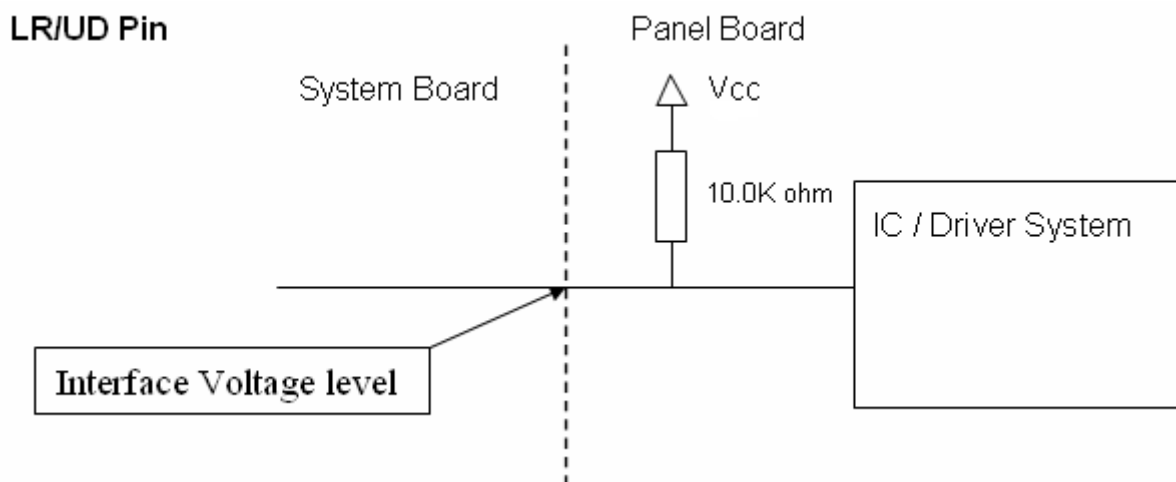 LR/UD Pin
Panel Board
System Board
Vcc
10.0K ohm
IC / Driver System
Interface Voltage level